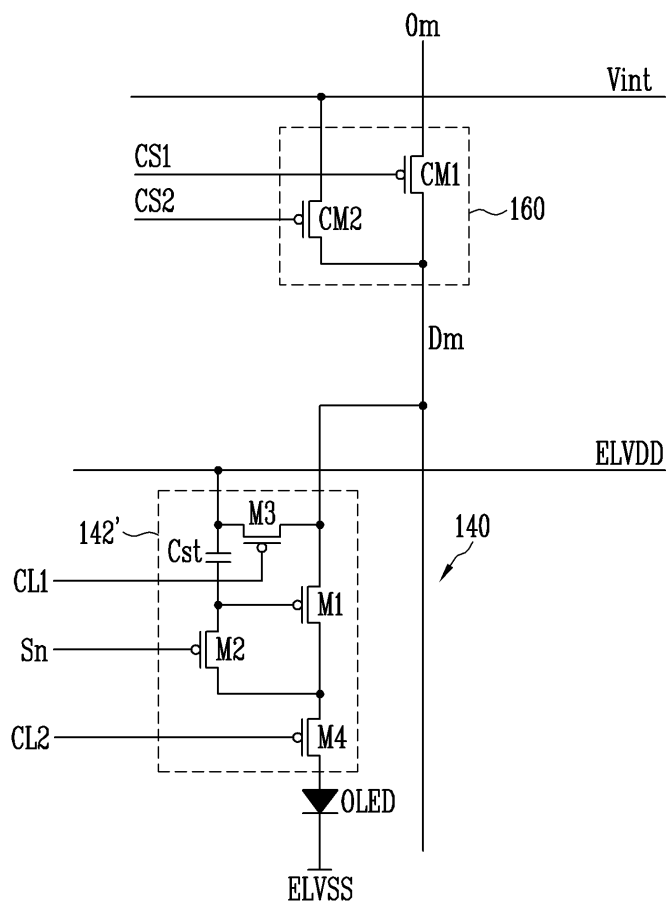 Om
Vint
CS1
CM1
CS2
CM2
160
Dm
ELVDD
M3
142'
140
Cst
CL1
M1
Sn
M2
CL2
M4
OLED
ELVSS